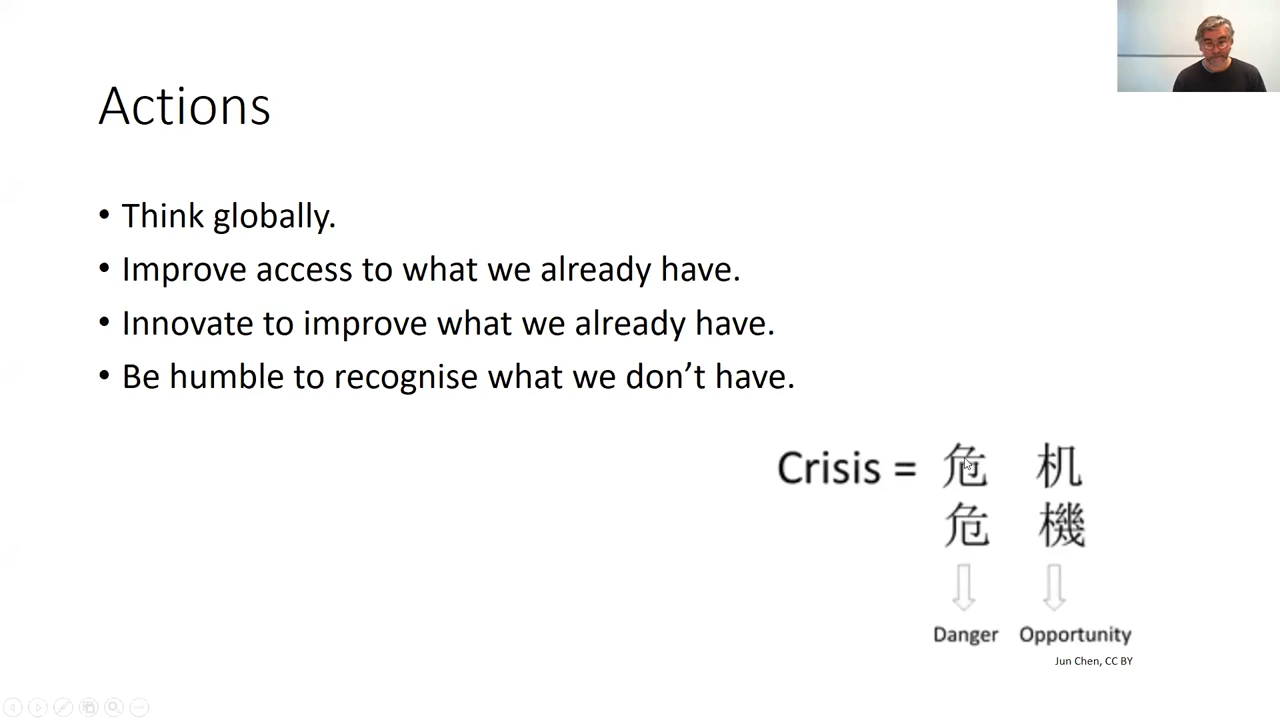 Actions
• Think globally.
• Improve access to what we already have.
• Innovate to improve what we already have.
• Be humble to recognise what we don’t have.
Crisis = 危 机
危 機
Danger Opportunity
Jun Chen, CC BY